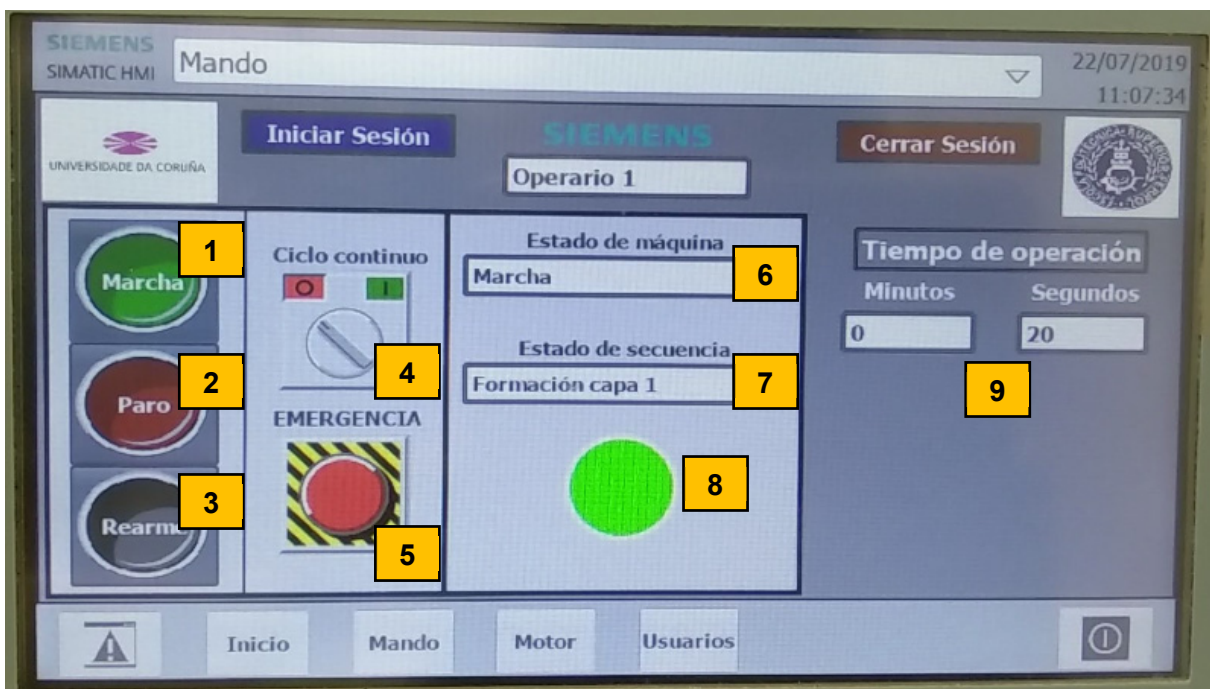 SIEMENS
SIMATIC HMI
Mando
22/07/2019
11:07:34
UNIVERSIDADE DA CORUÑA
Iniciar Sesión
SIEMENS
Cerrar Sesión
Operario 1
1
Marcha
2
Paro
3
Rearme
Ciclo continuo
O I
4
EMERGENCIA
5
Estado de máquina
Marcha
6
Estado de secuencia
Formación capa 1
7
8
Tiempo de operación
Minutos Segundos
0 20
9
Inicio Mando Motor Usuarios